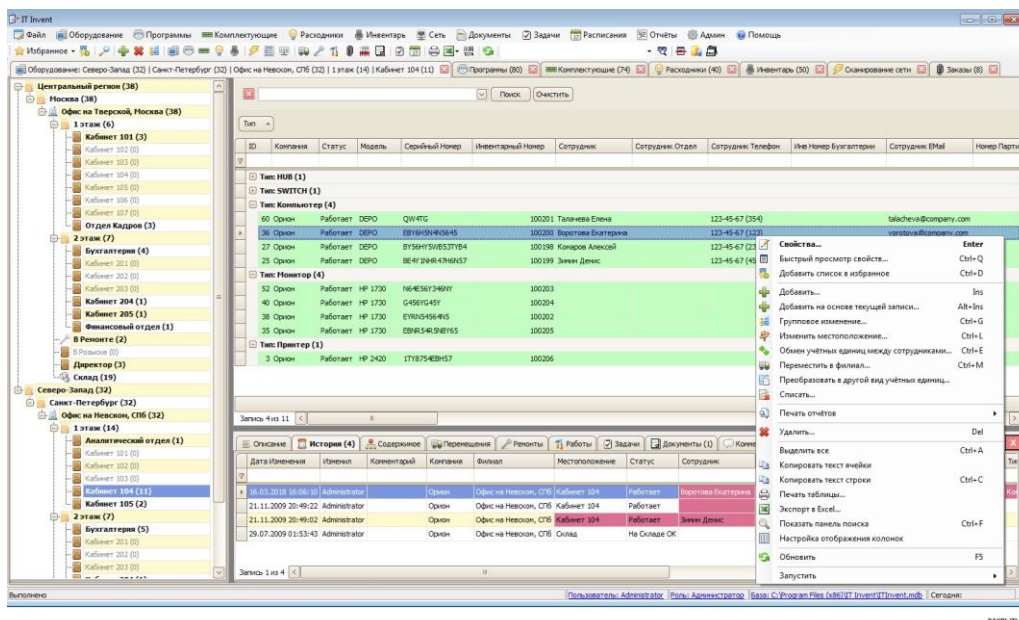 IT Invent
Файл Оборудование Программы Комплектующие Расходники Инвентарь Сеть Документы Задачи Расписания Отчёты Админ Помощь
Избранное
Оборудование: Северо-Запад (32) | Санкт-Петербург (32) | Офис на Невском, СПб (32) | 1 этаж (14) | Кабинет 104 (11) Программы (80) Комплектующие (74) Расходники (40) Инвентарь (50) Сканирование сети Заказы (8)
Центральный регион (38)
Москва (38)
Офис на Тверской, Москва (38)
1 этаж (6)
Кабинет 101 (3)
Кабинет 102 (0)
Кабинет 103 (0)
Кабинет 104 (0)
Кабинет 105 (0)
Кабинет 106 (0)
Кабинет 107 (0)
Отдел Кадров (3)
2 этаж (7)
Бухгалтерия (4)
Кабинет 201 (0)
Кабинет 202 (0)
Кабинет 203 (0)
Кабинет 204 (1)
Кабинет 205 (1)
Финансовый отдел (1)
В Ремонте (2)
В Розыске (0)
Директор (3)
Склад (19)
Северо-Запад (32)
Санкт-Петербург (32)
Офис на Невском, СПб (32)
1 этаж (14)
Аналитический отдел (1)
Кабинет 101 (0)
Кабинет 102 (0)
Кабинет 103 (0)
Кабинет 104 (11)
Кабинет 105 (2)
2 этаж (7)
Бухгалтерия (5)
Кабинет 201 (0)
Кабинет 202 (0)
Кабинет 203 (0)
Поиск Очистить
Тип
ID Компания Статус Модель Серийный Номер Инвентарный Номер Сотрудник Сотрудник Отдел Сотрудник Телефон Инв Номер Бухгалтерии Сотрудник EMail Номер Парти
Тип: HUB (1)
Тип: SWITCH (1)
Тип: Компьютер (4)
60 Орион Работает DEPO QW4TG 100201 Талачева Елена 123-45-67 (354) talacheva@company.com
36 Орион Работает DEPO EBY6H5N4N5645 100200 Воротова Екатерина 123-45-67 (123) vorotova@company.com
27 Орион Работает DEPO BY56HY5WB53TYB4 100198 Комаров Алексей 123-45-67 (23
25 Орион Работает DEPO BE4Y1NHR47H6N57 100199 Зимин Денис 123-45-67 (45
Тип: Монитор (4)
52 Орион Работает HP 1730 N64E56Y346NY 100203
40 Орион Работает HP 1730 G456YG45Y 100204
38 Орион Работает HP 1730 EYRN54564N5 100202
35 Орион Работает HP 1730 EBNR54R5NBY65 100205
Тип: Принтер (1)
3 Орион Работает HP 2420 1TY8754EBH57 100206
Запись 4 из 11
Свойства... Enter
Быстрый просмотр свойств... Ctrl+Q
Добавить список в избранное Ctrl+D
Добавить... Ins
Добавить на основе текущей записи... Alt+Ins
Групповое изменение... Ctrl+G
Изменить местоположение... Ctrl+L
Обмен учётных единиц между сотрудниками... Ctrl+E
Переместить в филиал... Ctrl+M
Преобразовать в другой вид учётных единиц...
Списать...
Печать отчётов
Удалить... Del
Выделить все Ctrl+A
Копировать текст ячейки
Копировать текст строки Ctrl+C
Печать таблицы...
Экспорт в Excel...
Показать панель поиска Ctrl+F
Настройка отображения колонок
Обновить F5
Запустить
Описание История (4) Содержимое Перемещения Ремонты Работы Задачи Документы (1) Комме
Дата Изменения Изменил Комментарий Компания Филиал Местоположение Статус Сотрудник
16.03.2018 16:06:10 Administrator Орион Офис на Невском, СПб Кабинет 104 Работает Воротова Екатерина
21.11.2009 20:49:22 Administrator Орион Офис на Невском, СПб Кабинет 104 Работает
21.11.2009 20:49:02 Administrator Орион Офис на Невском, СПб Кабинет 104 Работает Зимин Денис
29.07.2009 01:53:43 Administrator Орион Офис на Невском, СПб Склад На Складе ОК
Запись 1 из 4
Выполнено Пользователь: Administrator Роль: Администратор База: C:\Program Files (x86)\IT Invent\ITInvent.mdb Сегодня: